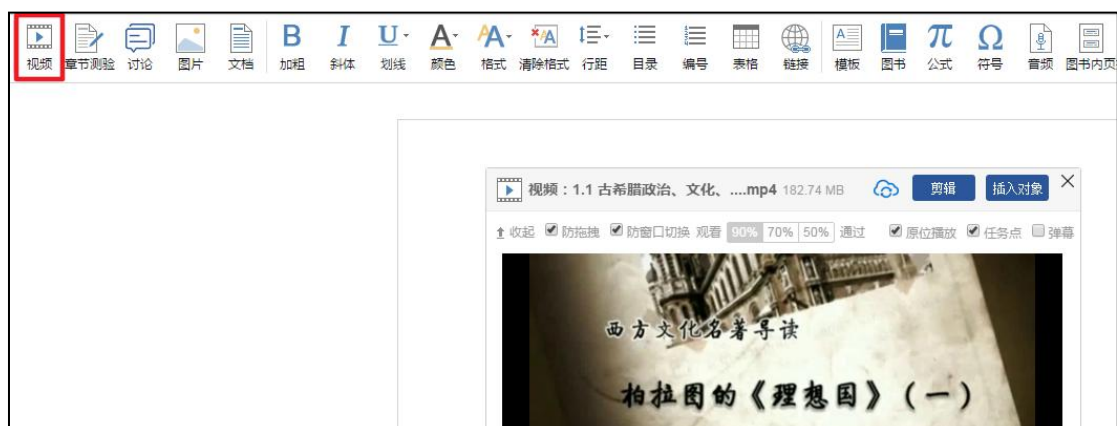 视频 章节测验 讨论 图片 文档 加粗 斜体 划线 颜色 格式 清除格式 行距 目录 编号 表格 链接 模板 图书 公式 符号 音频 图书内页
视频：1.1 古希腊政治、文化、....mp4 182.74 MB 剪辑 插入对象
收起 防拖拽 防窗口切换 观看 90% 70% 50% 通过 原位播放 任务点 弹幕
西方文化名著导读
柏拉图的《理想国》（一）